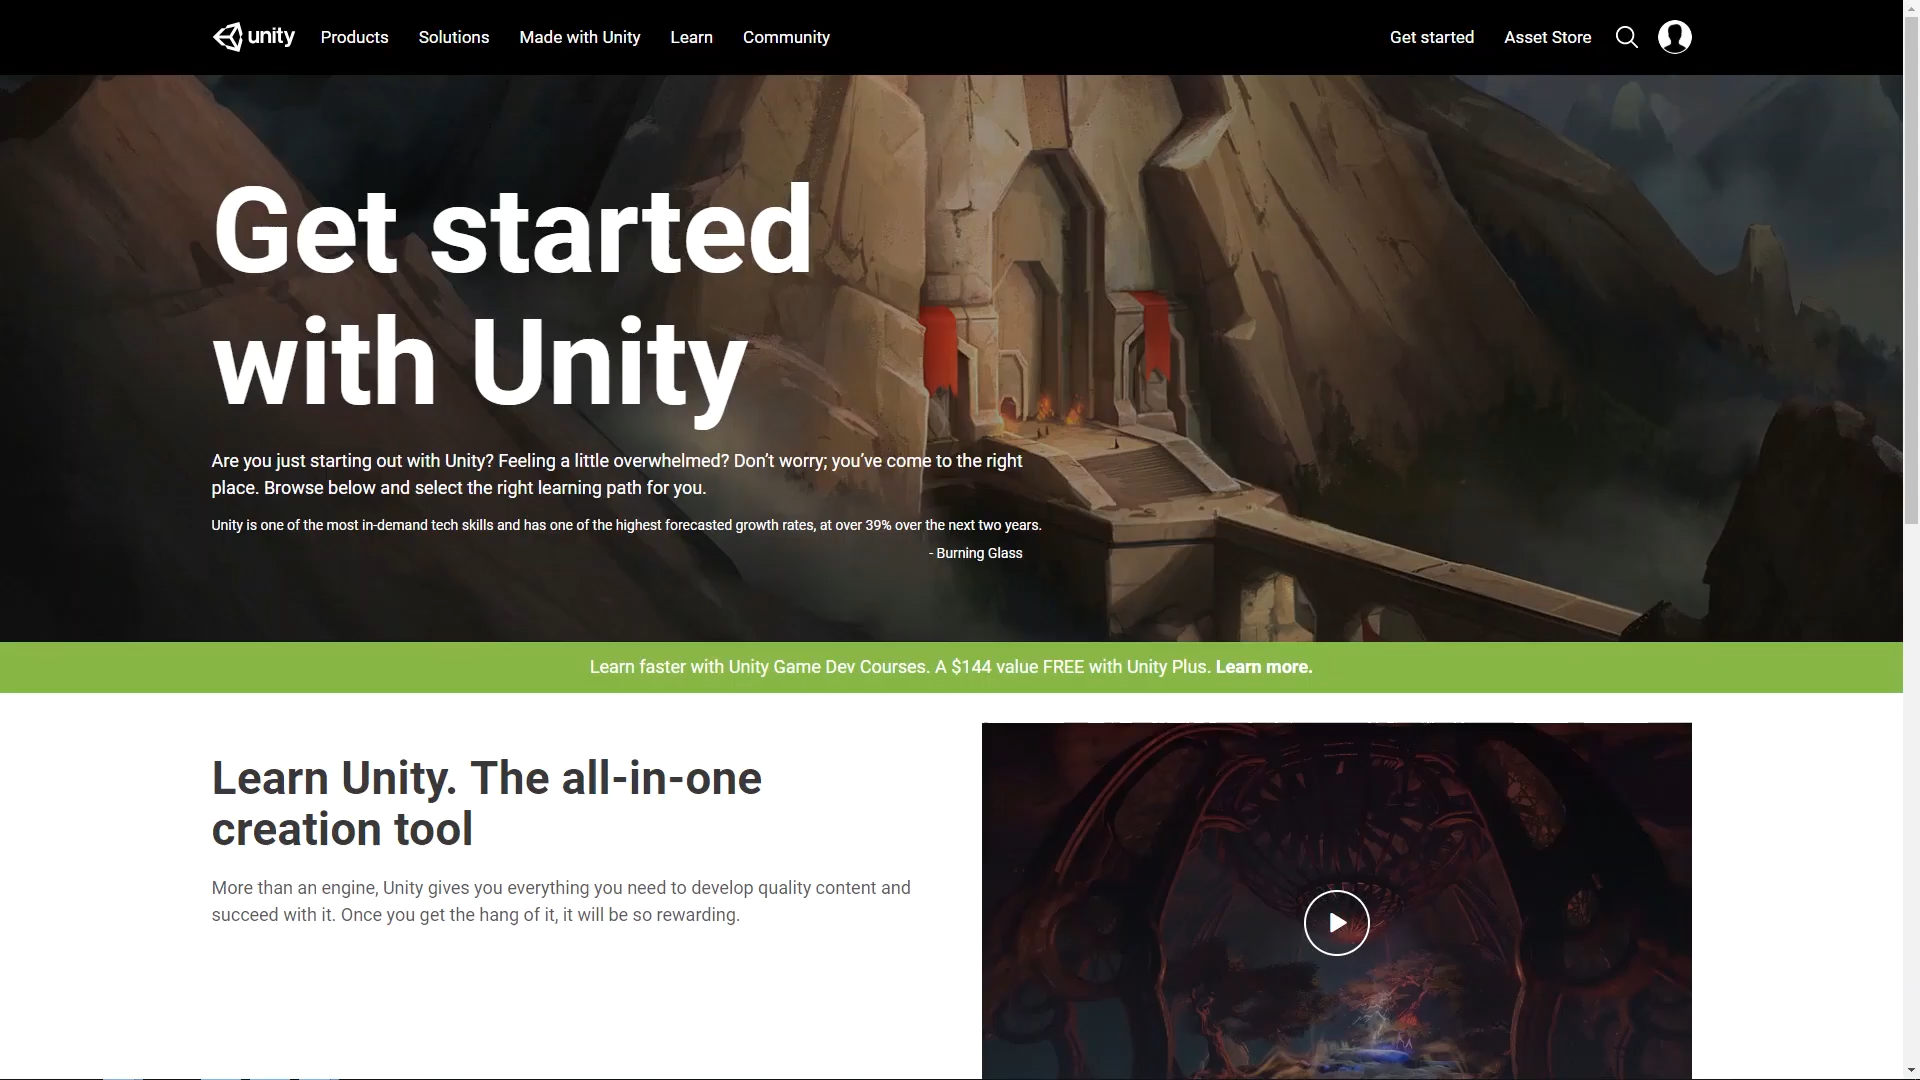 unity Products Solutions Made with Unity Learn Community Get started Asset Store
Get started
with Unity
Are you just starting out with Unity? Feeling a little overwhelmed? Don’t worry; you’ve come to the right
place. Browse below and select the right learning path for you.
Unity is one of the most in-demand tech skills and has one of the highest forecasted growth rates, at over 39% over the next two years.
- Burning Glass
Learn faster with Unity Game Dev Courses. A $144 value FREE with Unity Plus. Learn more.
Learn Unity. The all-in-one
creation tool
More than an engine, Unity gives you everything you need to develop quality content and
succeed with it. Once you get the hang of it, it will be so rewarding.